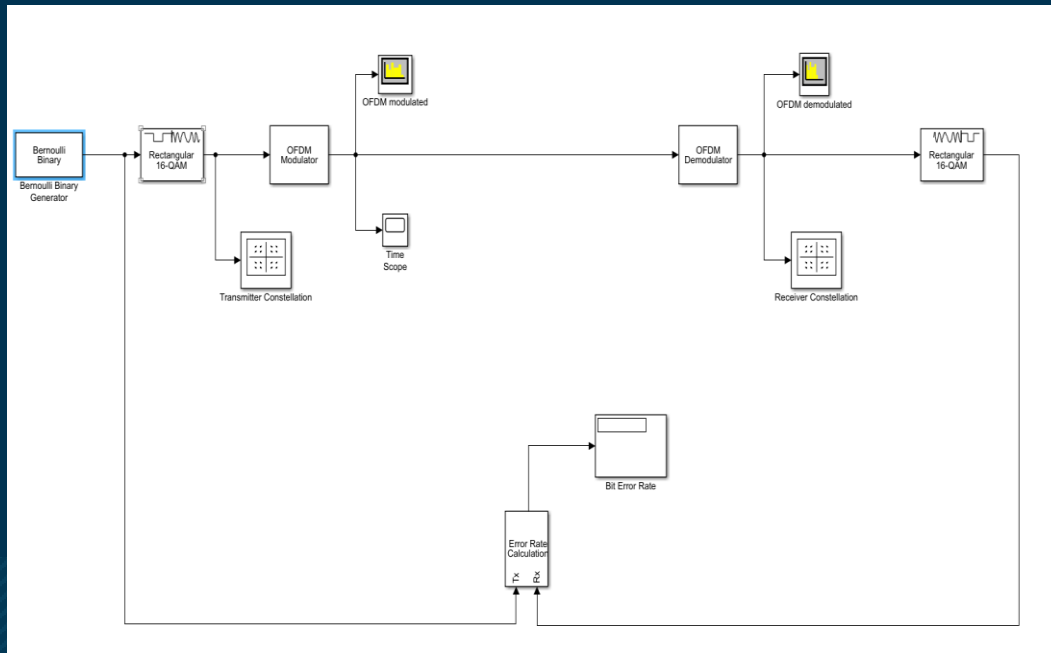 OFDM modulated
OFDM demodulated
Bernoulli
Binary
Bernoulli Binary
Generator
Rectangular
16-QAM
OFDM
Modulator
OFDM
Demodulator
Rectangular
16-QAM
Time
Scope
Transmitter Constellation
Receiver Constellation
Bit Error Rate
Error Rate
Calculation
Tx
Rx